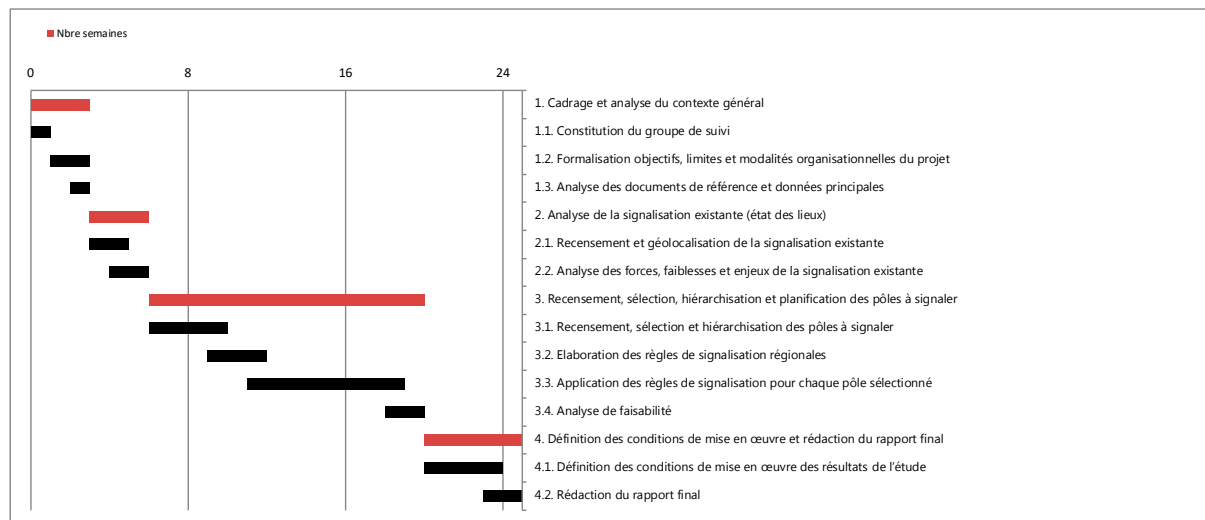 Nbre semaines
0 8 16 24
1. Cadrage et analyse du contexte général
1.1. Constitution du groupe de suivi
1.2. Formalisation objectifs, limites et modalités organisationnelles du projet
1.3. Analyse des documents de référence et données principales
2. Analyse de la signalisation existante (état des lieux)
2.1. Recensement et géolocalisation de la signalisation existante
2.2. Analyse des forces, faiblesses et enjeux de la signalisation existante
3. Recensement, sélection, hiérarchisation et planification des pôles à signaler
3.1. Recensement, sélection et hiérarchisation des pôles à signaler
3.2. Elaboration des règles de signalisation régionales
3.3. Application des règles de signalisation pour chaque pôle sélectionné
3.4. Analyse de faisabilité
4. Définition des conditions de mise en œuvre et rédaction du rapport final
4.1. Définition des conditions de mise en œuvre des résultats de l'étude
4.2. Rédaction du rapport final